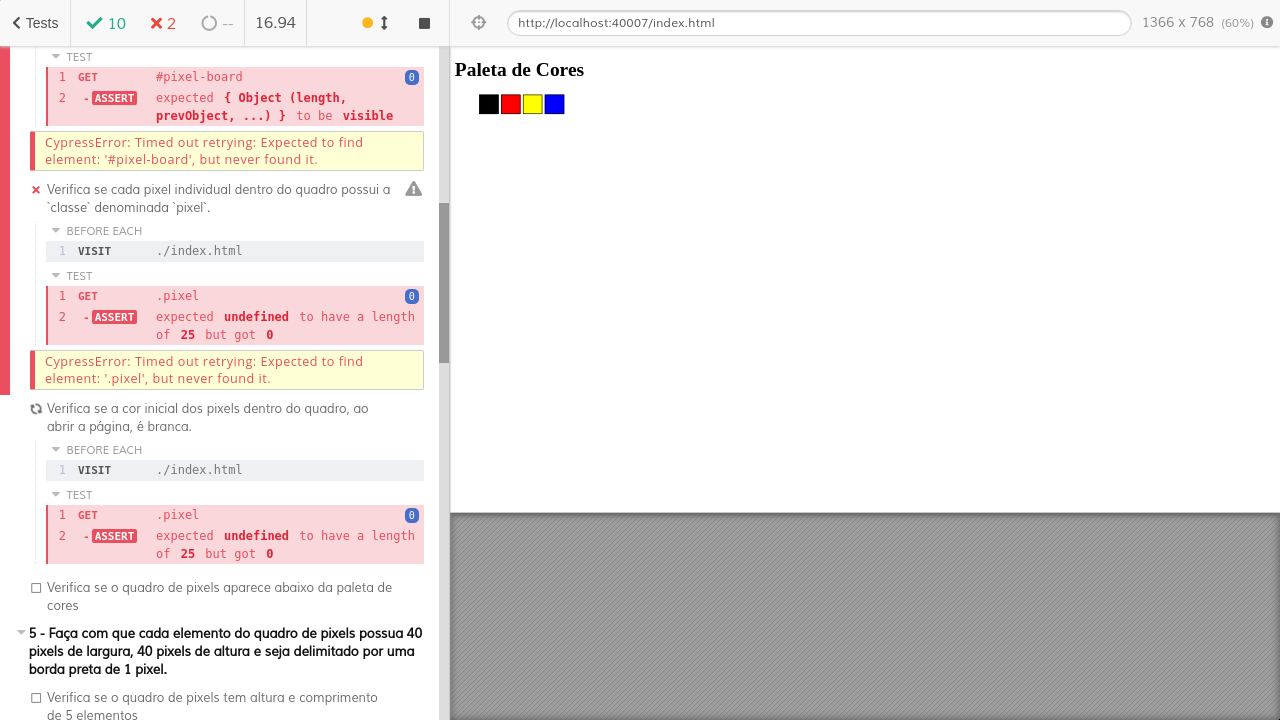 Tests
10
2
--
16.94
http://localhost:40007/index.html
1366 x 768 (60%)
TEST
1 GET #pixel-board 0
2 -ASSERT expected { Object (length,
prevObject, ...) } to be visible
CypressError: Timed out retrying: Expected to find
element: '#pixel-board', but never found it.
Verifica se cada pixel individual dentro do quadro possui a
`classe` denominada `pixel`.
BEFORE EACH
1 VISIT ./index.html
TEST
1 GET .pixel 0
2 -ASSERT expected undefined to have a length
of 25 but got 0
CypressError: Timed out retrying: Expected to find
element: '.pixel', but never found it.
Verifica se a cor inicial dos pixels dentro do quadro, ao
abrir a página, é branca.
BEFORE EACH
1 VISIT ./index.html
TEST
1 GET .pixel 0
2 -ASSERT expected undefined to have a length
of 25 but got 0
Verifica se o quadro de pixels aparece abaixo da paleta de
cores
5 - Faça com que cada elemento do quadro de pixels possua 40
pixels de largura, 40 pixels de altura e seja delimitado por uma
borda preta de 1 pixel.
Verifica se o quadro de pixels tem altura e comprimento
de 5 elementos
Paleta de Cores